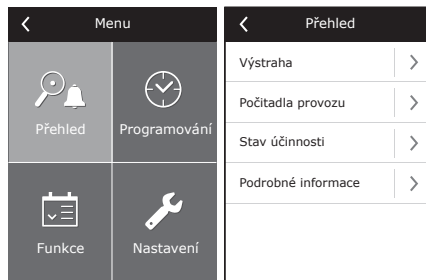 Menu
Přehled
Programování
Funkce
Nastavení
Přehled
Výstraha
Počitadla provozu
Stav účinnosti
Podrobné informace